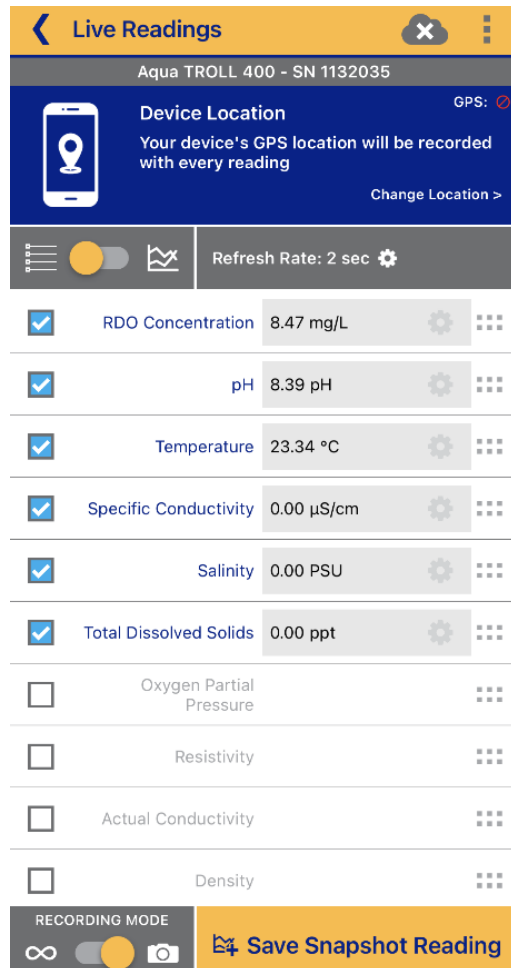 Live Readings
Aqua TROLL 400 - SN 1132035
GPS:
Device Location
Your device's GPS location will be recorded
with every reading
Change Location >
Refresh Rate: 2 sec
RDO Concentration 8.47 mg/L
pH 8.39 pH
Temperature 23.34 °C
Specific Conductivity 0.00 µS/cm
Salinity 0.00 PSU
Total Dissolved Solids 0.00 ppt
Oxygen Partial
Pressure
Resistivity
Actual Conductivity
Density
RECORDING MODE
Save Snapshot Reading